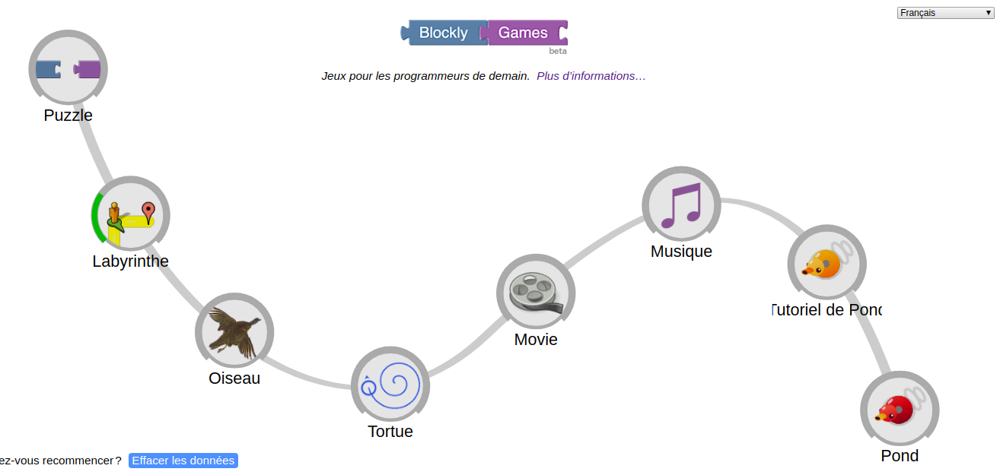 Français
Blockly Games
beta
Jeux pour les programmeurs de demain. Plus d'informations…
Puzzle
Labyrinthe
Oiseau
Tortue
Movie
Musique
Tutoriel de Pond
Pond
ez-vous recommencer ? Effacer les données